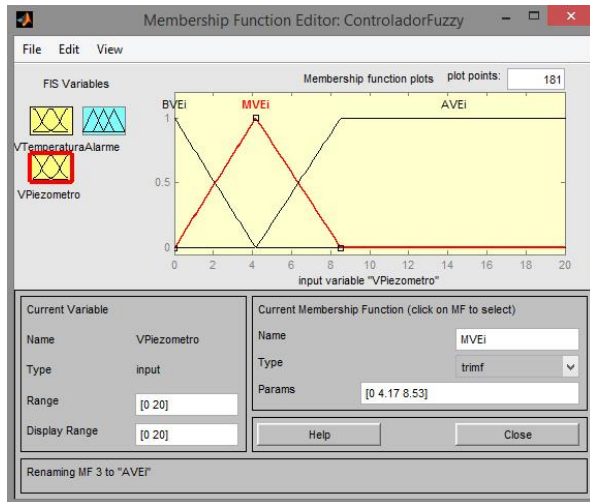 Membership Function Editor: ControladorFuzzy
File Edit View
FIS Variables
VTemperatura
Alarme
VPiezometro
Membership function plots plot points: 181
BVEi MVEi AVEi
1
0.5
0
0 2 4 6 8 10 12 14 16 18 20
input variable "VPiezometro"
Current Variable
Name VPiezometro
Type input
Range [0 20]
Display Range [0 20]
Current Membership Function (click on MF to select)
Name MVEi
Type trimf
Params [0 4.17 8.53]
Help Close
Renaming MF 3 to "AVEi"